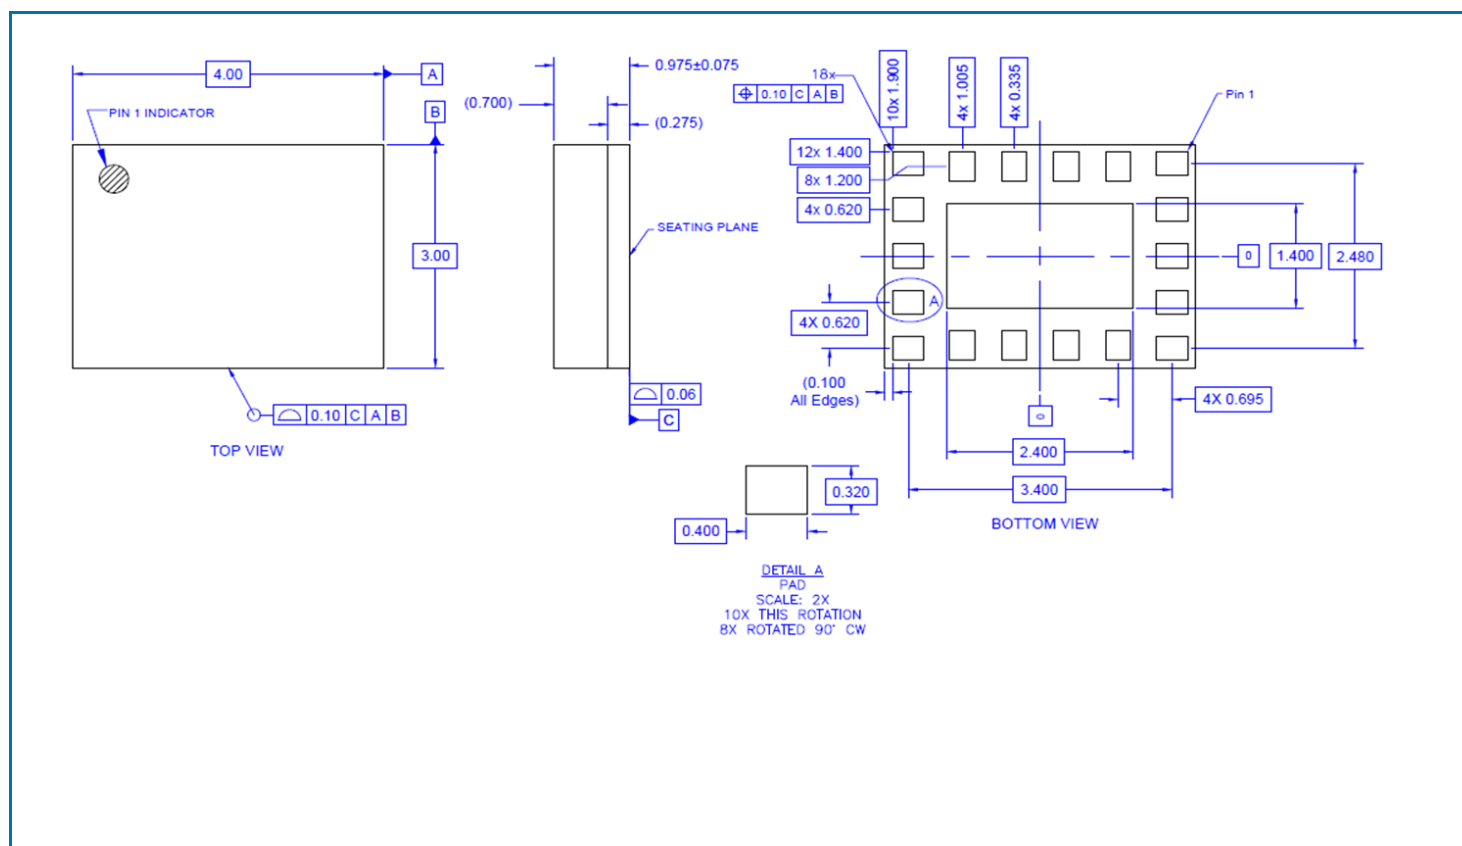 4.00
A
B
PIN 1 INDICATOR
3.00
0.10 C A B
TOP VIEW
0.975±0.075
(0.700)
(0.275)
SEATING PLANE
0.06
C
18x
0.10 C A B
10x 1.900
4x 1.005
4x 0.335
Pin 1
12x 1.400
8x 1.200
4x 0.620
A
4X 0.620
(0.100
All Edges)
0
1.400
2.480
4X 0.695
0
2.400
3.400
BOTTOM VIEW
0.320
0.400
DETAIL A
PAD
SCALE: 2X
10X THIS ROTATION
8X ROTATED 90° CW